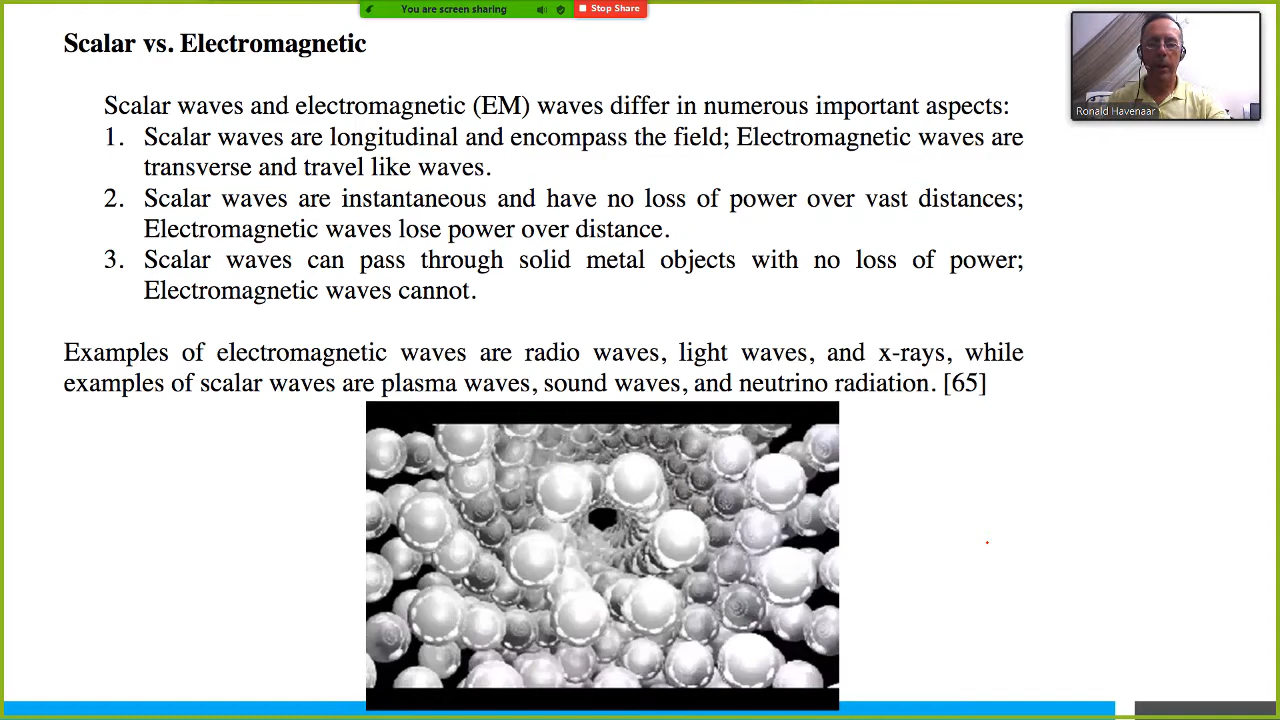 You are screen sharing
Stop Share
Scalar vs. Electromagnetic
Ronald Havenaar
Scalar waves and electromagnetic (EM) waves differ in numerous important aspects:
1. Scalar waves are longitudinal and encompass the field; Electromagnetic waves are
transverse and travel like waves.
2. Scalar waves are instantaneous and have no loss of power over vast distances;
Electromagnetic waves lose power over distance.
3. Scalar waves can pass through solid metal objects with no loss of power;
Electromagnetic waves cannot.
Examples of electromagnetic waves are radio waves, light waves, and x-rays, while
examples of scalar waves are plasma waves, sound waves, and neutrino radiation. [65]